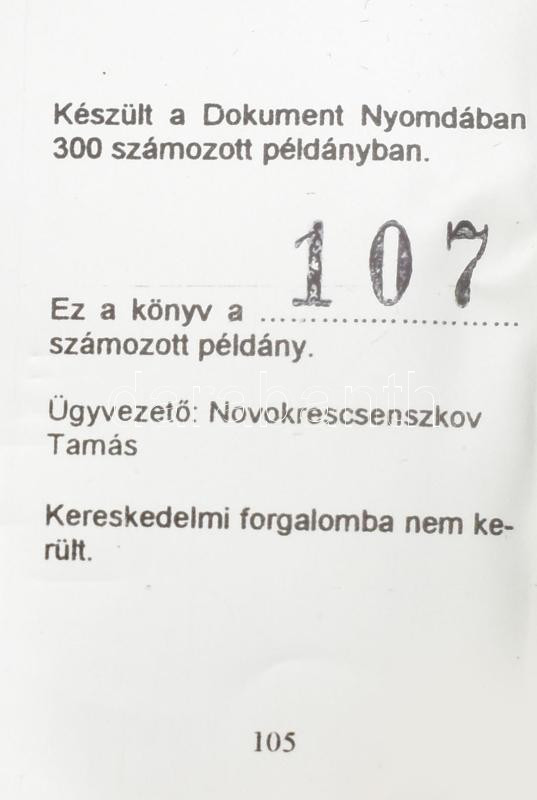 Készült a Dokument Nyomdában
300 számozott példányban.
107
Ez a könyv a ........................
számozott példány.
darabanth
Ügyvezető: Novokrescsenszkov
Tamás
Kereskedelmi forgalomba nem ke-
rült.
105